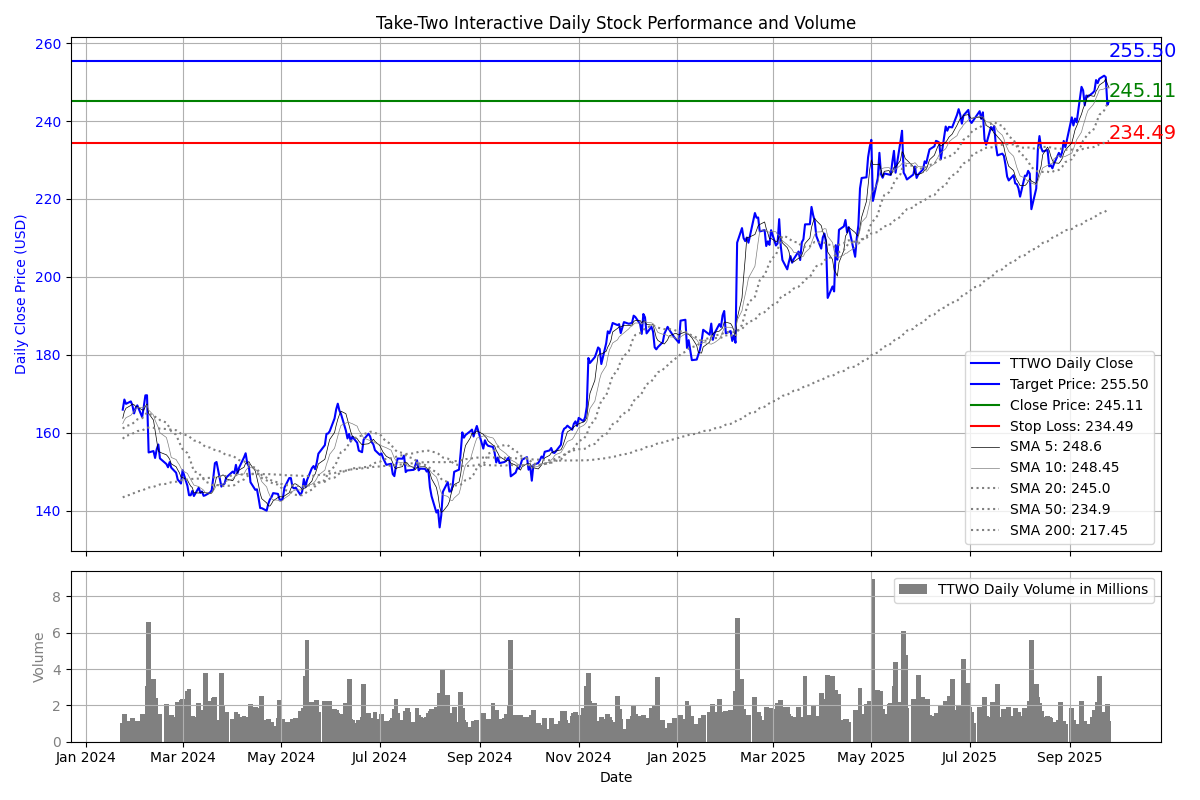 Take-Two Interactive Daily Stock Performance and Volume
260
255.50
245.11
240
234.49
220
200
180
160
140
Daily Close Price (USD)
TTWO Daily Close
Target Price: 255.50
Close Price: 245.11
Stop Loss: 234.49
SMA 5: 248.6
SMA 10: 248.45
SMA 20: 245.0
SMA 50: 234.9
SMA 200: 217.45
8
6
4
2
0
Volume
TTWO Daily Volume in Millions
Jan 2024 Mar 2024 May 2024 Jul 2024 Sep 2024 Nov 2024 Jan 2025 Mar 2025 May 2025 Jul 2025 Sep 2025
Date